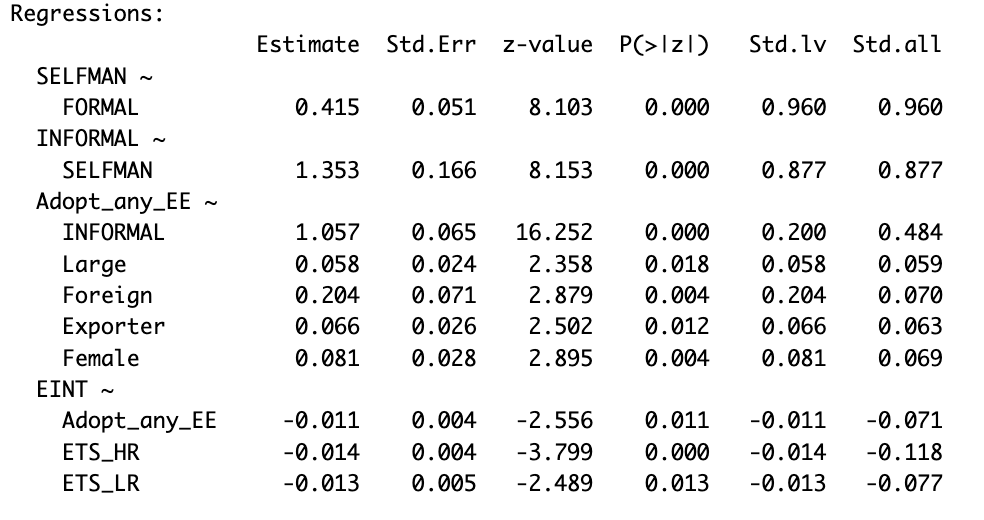 Regressions:
                   Estimate  Std.Err  z-value  P(>|z|)   Std.lv  Std.all
  SELFMAN ~
    FORMAL            0.415    0.051    8.103    0.000    0.960    0.960
  INFORMAL ~
    SELFMAN           1.353    0.166    8.153    0.000    0.877    0.877
  Adopt_any_EE ~
    INFORMAL          1.057    0.065   16.252    0.000    0.200    0.484
    Large             0.058    0.024    2.358    0.018    0.058    0.059
    Foreign           0.204    0.071    2.879    0.004    0.204    0.070
    Exporter          0.066    0.026    2.502    0.012    0.066    0.063
    Female            0.081    0.028    2.895    0.004    0.081    0.069
  EINT ~
    Adopt_any_EE     -0.011    0.004   -2.556    0.011   -0.011   -0.071
    ETS_HR           -0.014    0.004   -3.799    0.000   -0.014   -0.118
    ETS_LR           -0.013    0.005   -2.489    0.013   -0.013   -0.077